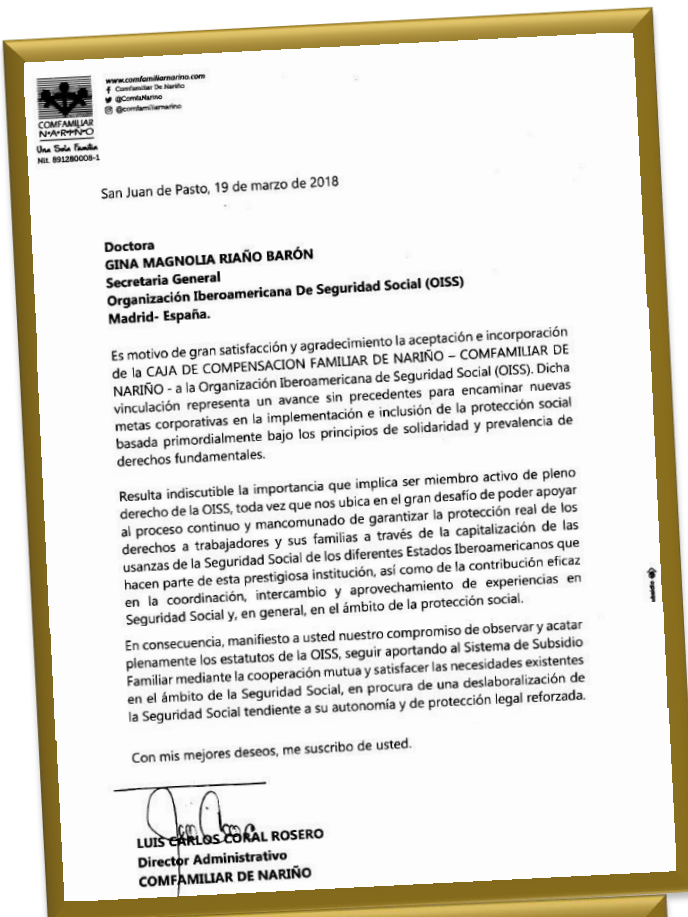 www.comfamiliarnarino.com
Comfamiliar De Nariño
@ComfaNarino
@comfamiliarnarino
COMFAMILIAR
N•A•R•I•Ñ•O
Una Sola Familia
Nit. 891280008-1
San Juan de Pasto, 19 de marzo de 2018
Doctora
GINA MAGNOLIA RIAÑO BARÓN
Secretaria General
Organización Iberoamericana De Seguridad Social (OISS)
Madrid- España.
Es motivo de gran satisfacción y agradecimiento la aceptación e incorporación
de la CAJA DE COMPENSACION FAMILIAR DE NARIÑO – COMFAMILIAR DE
NARIÑO - a la Organización Iberoamericana de Seguridad Social (OISS). Dicha
vinculación representa un avance sin precedentes para encaminar nuevas
metas corporativas en la implementación e inclusión de la protección social
basada primordialmente bajo los principios de solidaridad y prevalencia de
derechos fundamentales.
Resulta indiscutible la importancia que implica ser miembro activo de pleno
derecho de la OISS, toda vez que nos ubica en el gran desafío de poder apoyar
al proceso continuo y mancomunado de garantizar la protección real de los
derechos a trabajadores y sus familias a través de la capitalización de las
usanzas de la Seguridad Social de los diferentes Estados Iberoamericanos que
hacen parte de esta prestigiosa institución, así como de la contribución eficaz
en la coordinación, intercambio y aprovechamiento de experiencias en
Seguridad Social y, en general, en el ámbito de la protección social.
En consecuencia, manifiesto a usted nuestro compromiso de observar y acatar
plenamente los estatutos de la OISS, seguir aportando al Sistema de Subsidio
Familiar mediante la cooperación mutua y satisfacer las necesidades existentes
en el ámbito de la Seguridad Social, en procura de una deslaboralización de
la Seguridad Social tendiente a su autonomía y de protección legal reforzada.
Con mis mejores deseos, me suscribo de usted.
LUIS CARLOS CORAL ROSERO
Director Administrativo
COMFAMILIAR DE NARIÑO